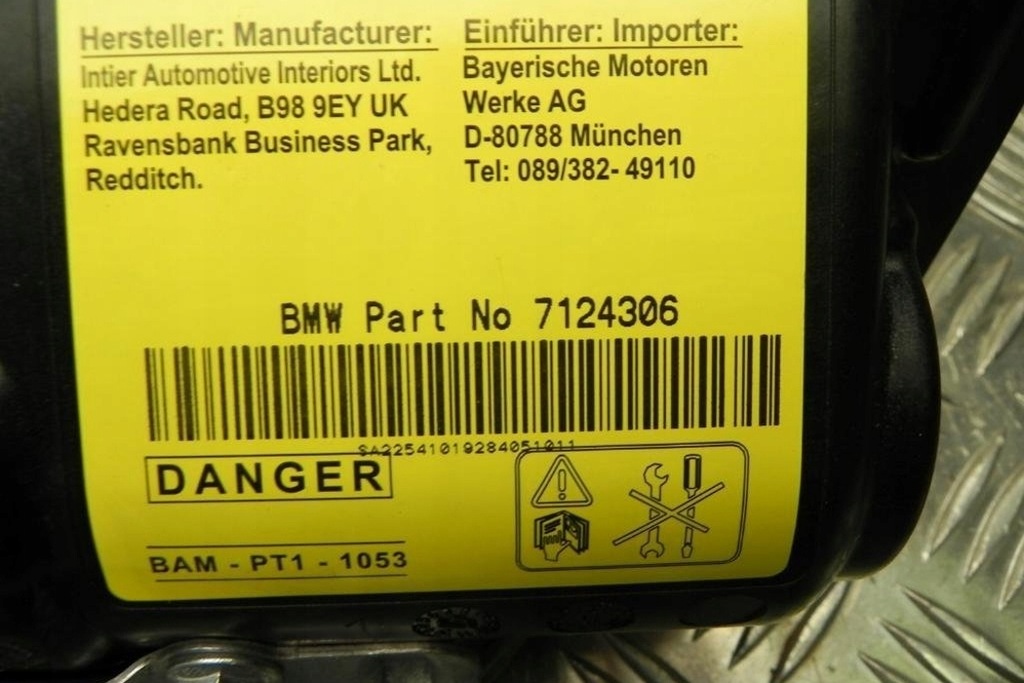 Hersteller: Manufacturer:
Intier Automotive Interiors Ltd.
Hedera Road, B98 9EY UK
Ravensbank Business Park,
Redditch.
Einführer: Importer:
Bayerische Motoren
Werke AG
D-80788 München
Tel: 089/382- 49110
BMW Part No 7124306
SA22541019284051011
DANGER
BAM - PT1 - 1053